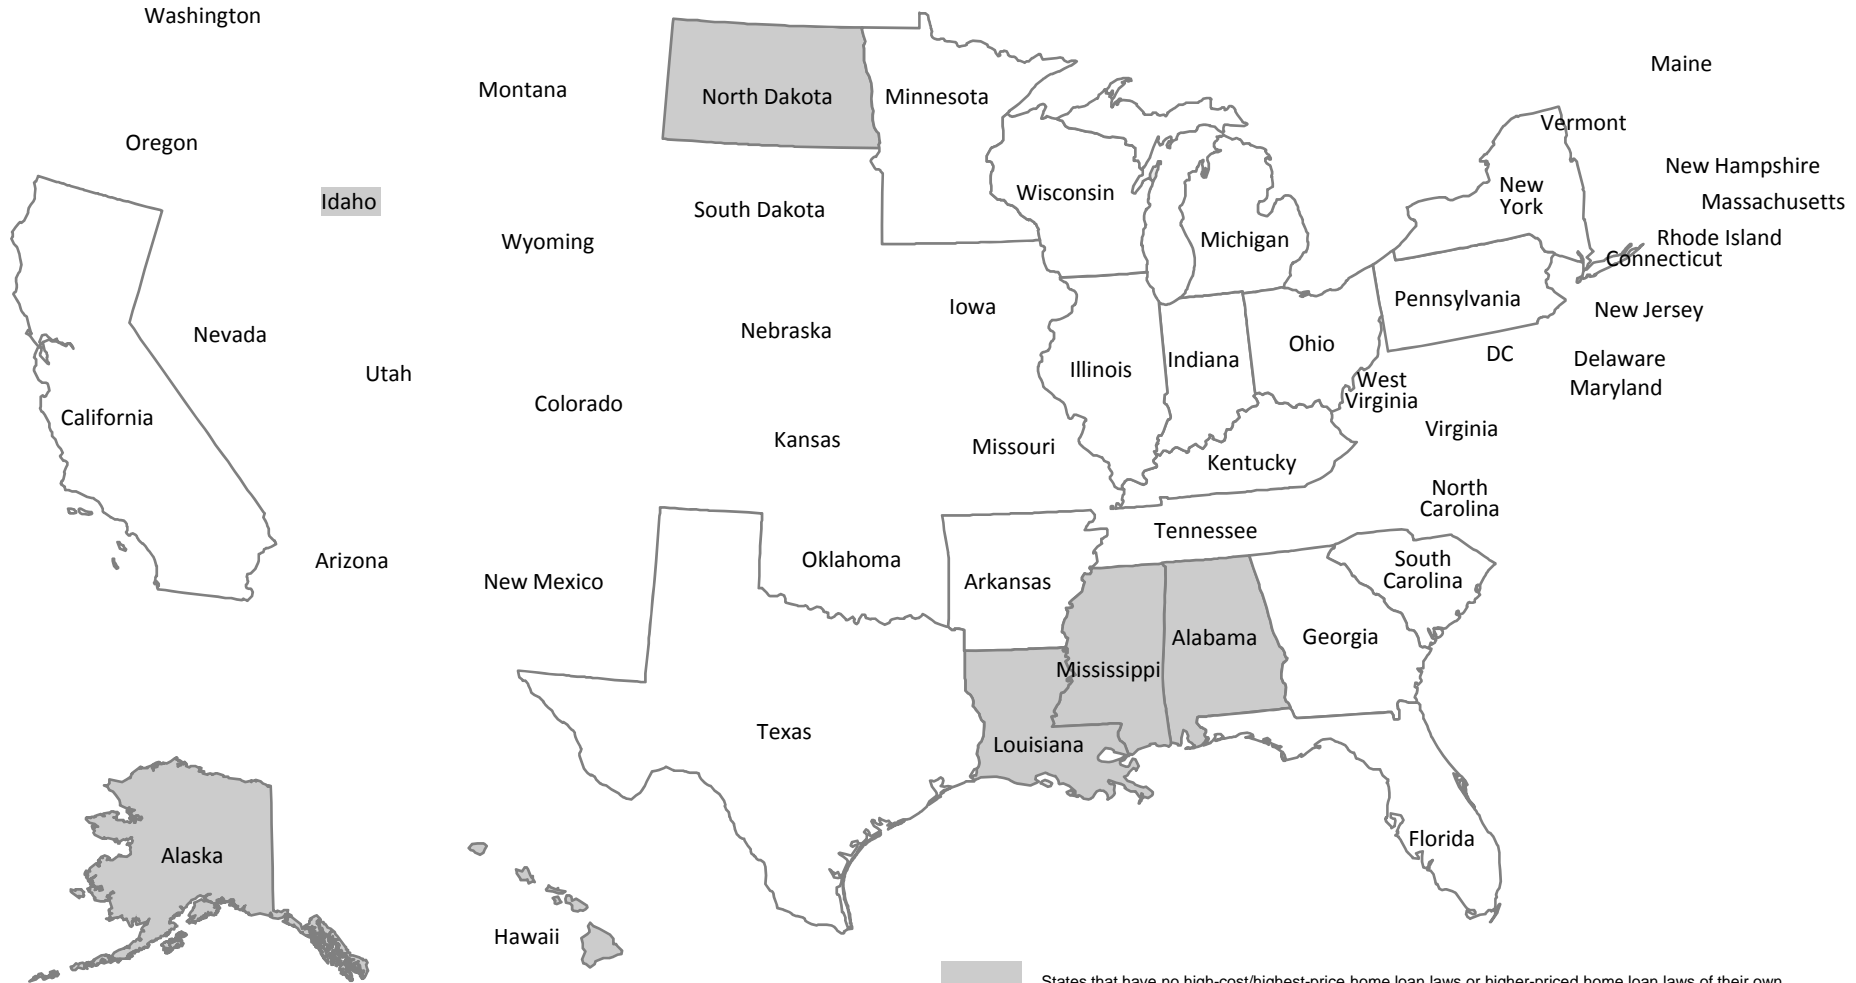 Washington
Maine
Montana
North Dakota
Minnesota
Vermont
Oregon
New Hampshire
Idaho
Wisconsin
New
York
Massachusetts
South Dakota
Wyoming
Michigan
Rhode Island
Connecticut
Pennsylvania
Iowa
New Jersey
Nevada
Nebraska
Ohio
DC
Delaware
Indiana
Illinois
Utah
West
Virginia
Maryland
Colorado
California
Virginia
Kansas
Missouri
Kentucky
North
Carolina
Tennessee
Arizona
Oklahoma
South
Carolina
New Mexico
Arkansas
Alabama
Georgia
Mississippi
Texas
Louisiana
Florida
Alaska
Hawaii
States that have no high-cost/highest-price home loan laws or higher-priced home loan laws of their own